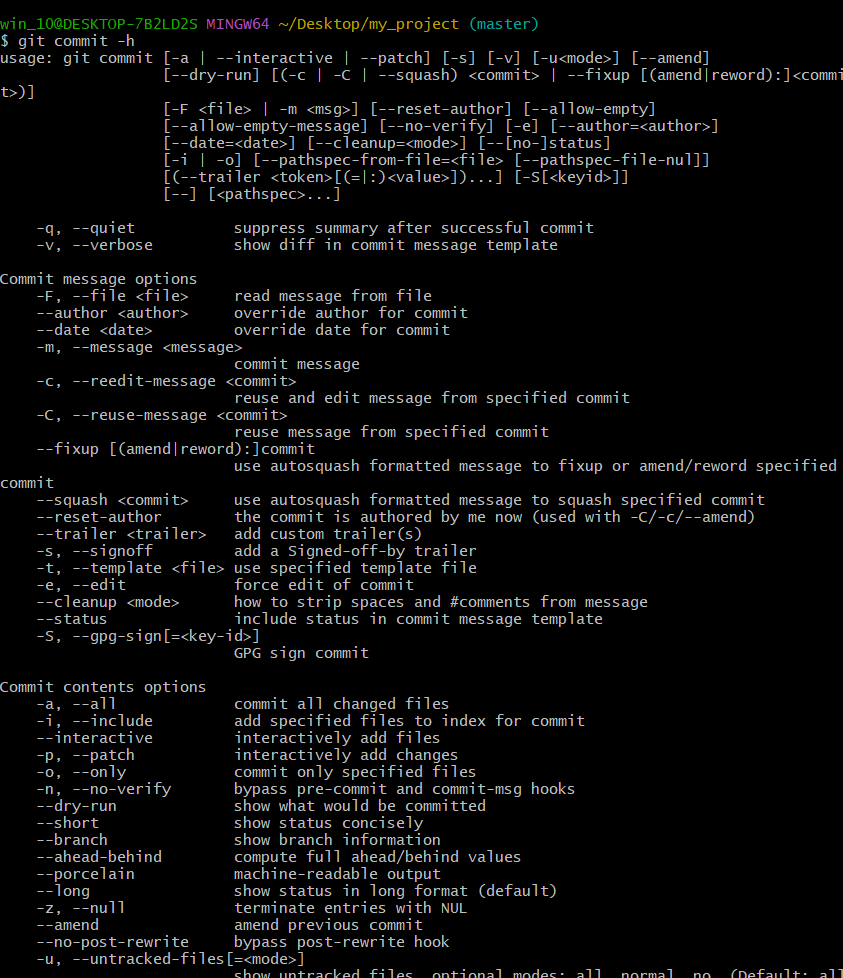 win_10@DESKTOP-7B2LD2S MINGW64 ~/Desktop/my_project (master)
$ git commit -h
usage: git commit [-a | --interactive | --patch] [-s] [-v] [-u<mode>] [--amend]
                  [--dry-run] [(-c | -C | --squash) <commit> | --fixup [(amend|reword):]<commi
t>)]
                  [-F <file> | -m <msg>] [--reset-author] [--allow-empty]
                  [--allow-empty-message] [--no-verify] [-e] [--author=<author>]
                  [--date=<date>] [--cleanup=<mode>] [--[no-]status]
                  [-i | -o] [--pathspec-from-file=<file> [--pathspec-file-nul]]
                  [(--trailer <token>[(=|:)<value>])...] [-S[<keyid>]]
                  [--] [<pathspec>...]

    -q, --quiet           suppress summary after successful commit
    -v, --verbose         show diff in commit message template

Commit message options
    -F, --file <file>     read message from file
    --author <author>     override author for commit
    --date <date>         override date for commit
    -m, --message <message>
                          commit message
    -c, --reedit-message <commit>
                          reuse and edit message from specified commit
    -C, --reuse-message <commit>
                          reuse message from specified commit
    --fixup [(amend|reword):]commit
                          use autosquash formatted message to fixup or amend/reword specified
commit
    --squash <commit>     use autosquash formatted message to squash specified commit
    --reset-author        the commit is authored by me now (used with -C/-c/--amend)
    --trailer <trailer>   add custom trailer(s)
    -s, --signoff         add a Signed-off-by trailer
    -t, --template <file> use specified template file
    -e, --edit            force edit of commit
    --cleanup <mode>      how to strip spaces and #comments from message
    --status              include status in commit message template
    -S, --gpg-sign[=<key-id>]
                          GPG sign commit

Commit contents options
    -a, --all             commit all changed files
    -i, --include         add specified files to index for commit
    --interactive         interactively add files
    -p, --patch           interactively add changes
    -o, --only            commit only specified files
    -n, --no-verify       bypass pre-commit and commit-msg hooks
    --dry-run             show what would be committed
    --short               show status concisely
    --branch              show branch information
    --ahead-behind        compute full ahead/behind values
    --porcelain           machine-readable output
    --long                show status in long format (default)
    -z, --null            terminate entries with NUL
    --amend               amend previous commit
    --no-post-rewrite     bypass post-rewrite hook
    -u, --untracked-files[=<mode>]
                          show untracked files, optional modes: all, normal, no. (Default: all